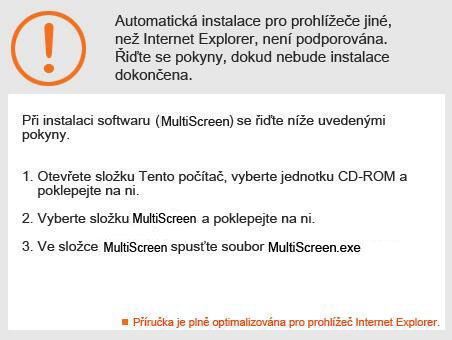 Automatická instalace pro prohlížeče jiné,
než Internet Explorer, není podporována.
Řiďte se pokyny, dokud nebude instalace
dokončena.
Při instalaci softwaru (MultiScreen) se řiďte níže uvedenými
pokyny.
1. Otevřete složku Tento počítač, vyberte jednotku CD-ROM a
poklepejte na ni.
2. Vyberte složku MultiScreen a poklepejte na ni.
3. Ve složce MultiScreen spusťte soubor MultiScreen.exe
Příručka je plně optimalizována pro prohlížeč Internet Explorer.